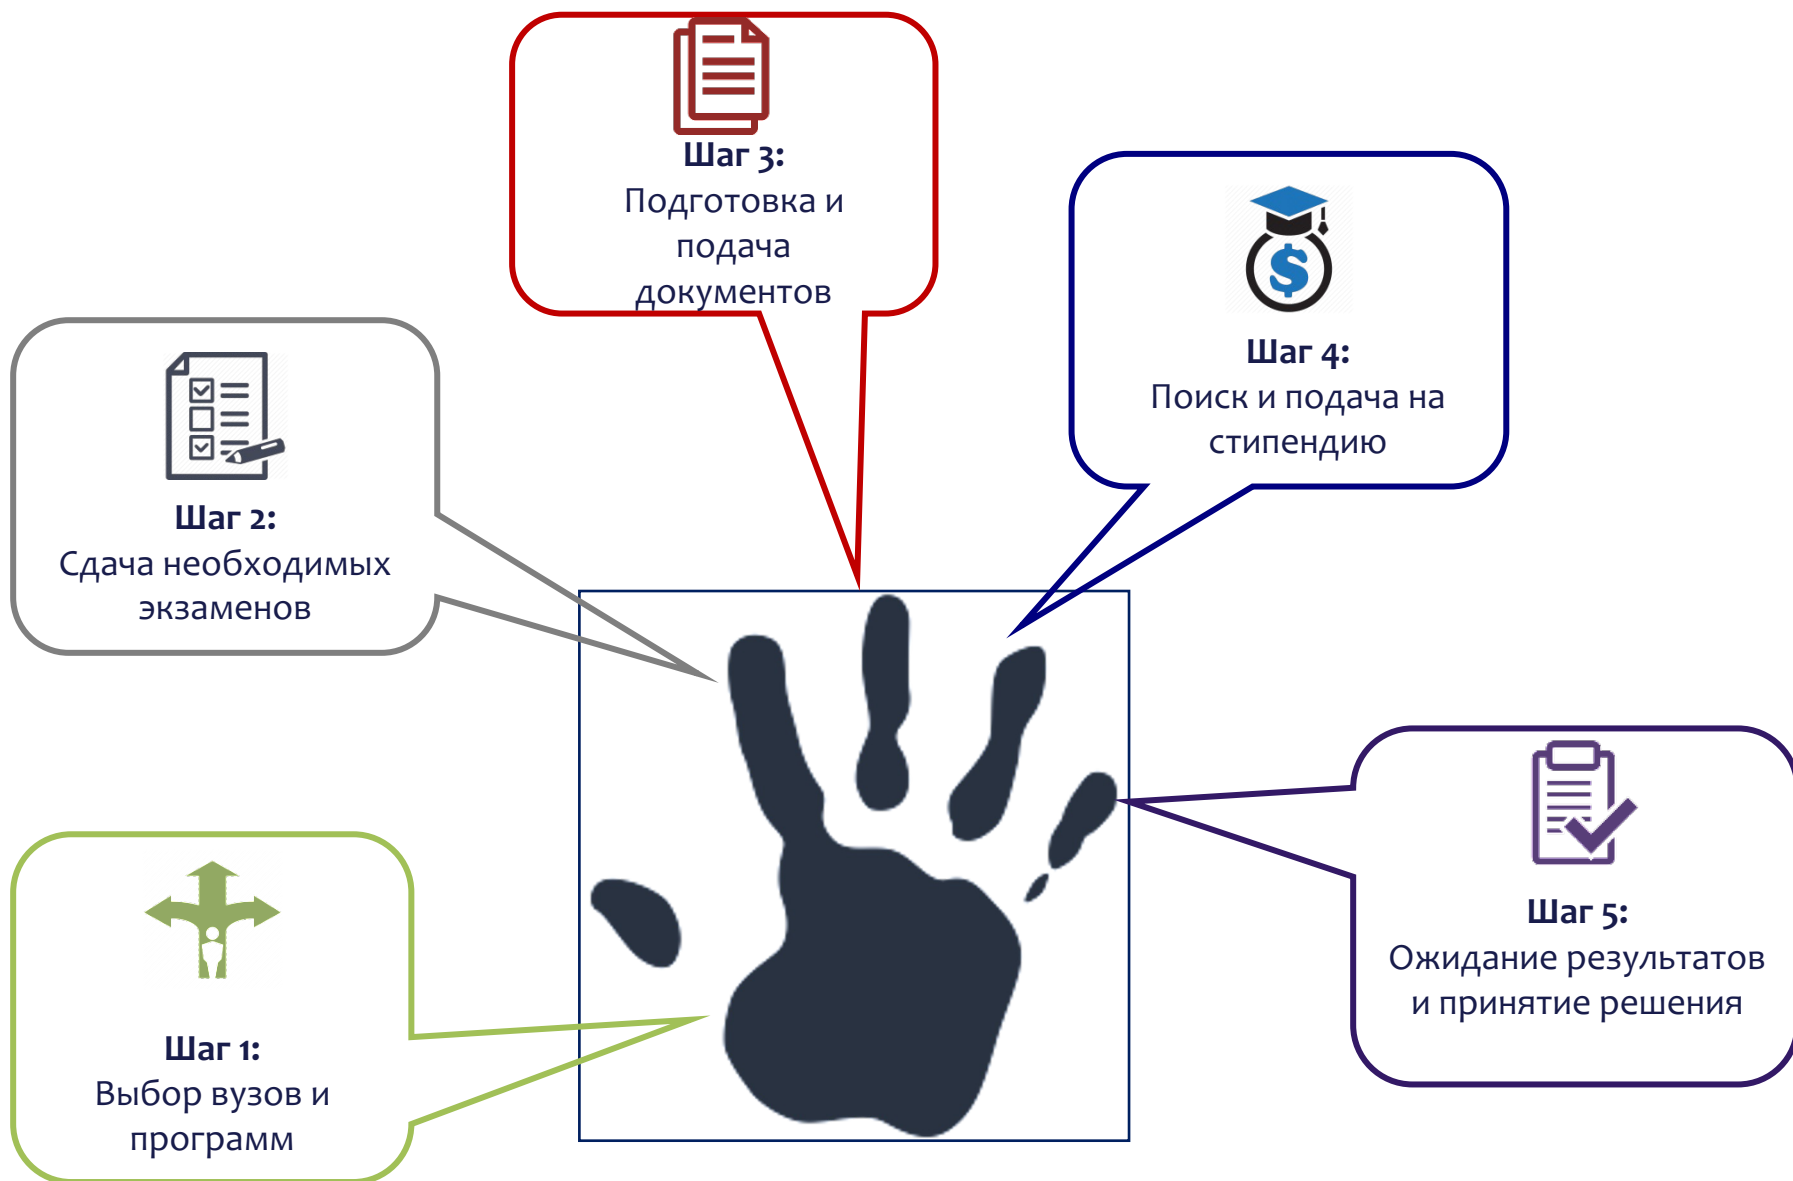 Шаг 3:
Подготовка и
подача
документов
Шаг 4:
Поиск и подача на
стипендию
Шаг 2:
Сдача необходимых
экзаменов
Шаг 5:
Ожидание результатов
и принятие решения
Шаг 1:
Выбор вузов и
программ